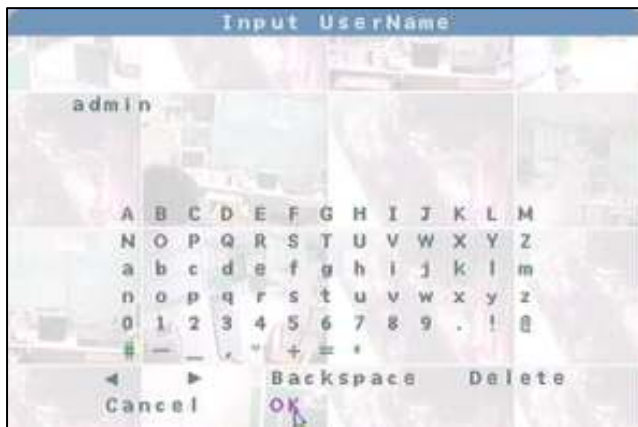 Input UserName
admin
A B C D E F G H I J K L M
N O P Q R S T U V W X Y Z
a b c d e f g h i j k l m
n o p q r s t u v w x y z
0 1 2 3 4 5 6 7 8 9 . ! @
# — _ , " + = '
◄ ► Backspace Delete
Cancel OK